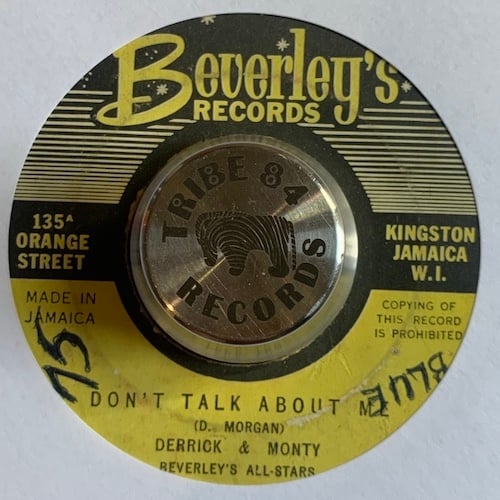 Beverley's
RECORDS
TRIBE 84
RECORDS
135A
ORANGE
STREET
KINGSTON
JAMAICA
W.I.
MADE IN
JAMAICA
COPYING OF
THIS RECORD
IS PROHIBITED
75
BLUE
DON'T TALK ABOUT ME
(D. MORGAN)
DERRICK & MONTY
BEVERLEY'S ALL-STARS